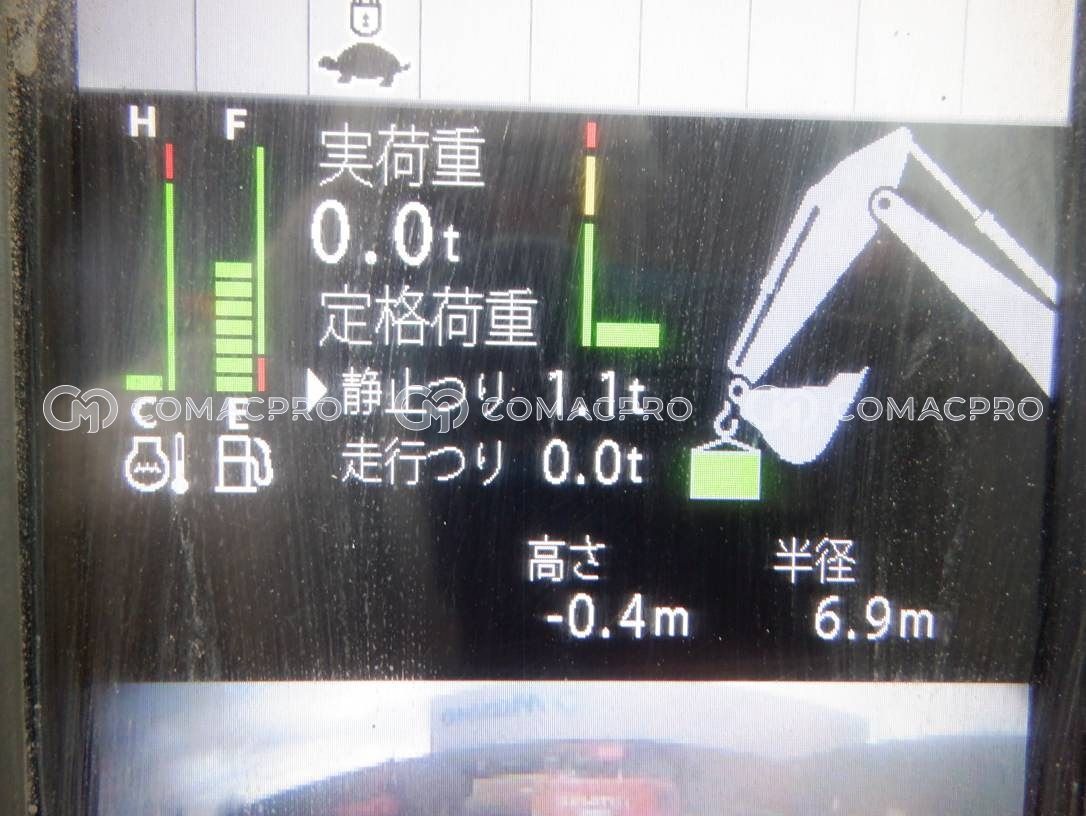 H F
実荷重
0.0t
定格荷重
静止つり 1.1t
COMACPRO COMACPRO COMACPRO
C E
走行つり 0.0t
高さ 半径
-0.4m 6.9m